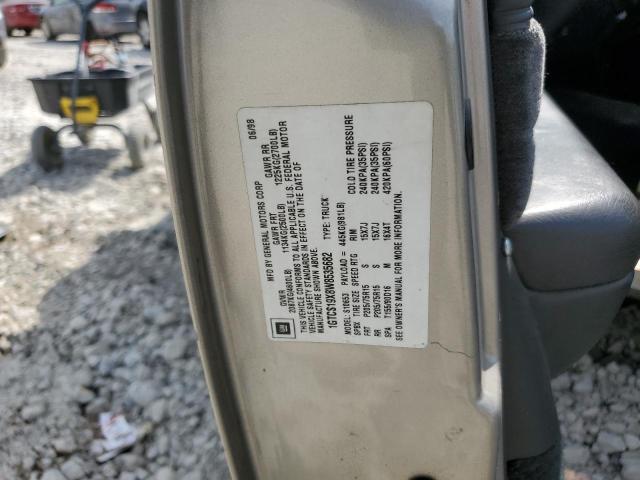 GM
MFD BY GENERAL MOTORS CORP 06/98
GVWR GAWR FRT GAWR RR
2087KG(4600LB) 1134KG(2500LB) 1225KG(2700LB)
THIS VEHICLE CONFORMS TO ALL APPLICABLE U.S. FEDERAL MOTOR
VEHICLE SAFETY STANDARDS IN EFFECT ON THE DATE OF
MANUFACTURE SHOWN ABOVE.
1GTCS19X8W8535682 TYPE: TRUCK
MODEL: S10653 PAYLOAD = 445KG(981LB)
SPBX TIRE SIZE SPEED RTG RIM COLD TIRE PRESSURE
FRT P205/75R15 S 15X7J 240KPA(35PSI)
RR P205/75R15 S 15X7J 240KPA(35PSI)
SPA T155/90D16 M 16X4T 420KPA(60PSI)
SEE OWNER'S MANUAL FOR MORE INFORMATION.